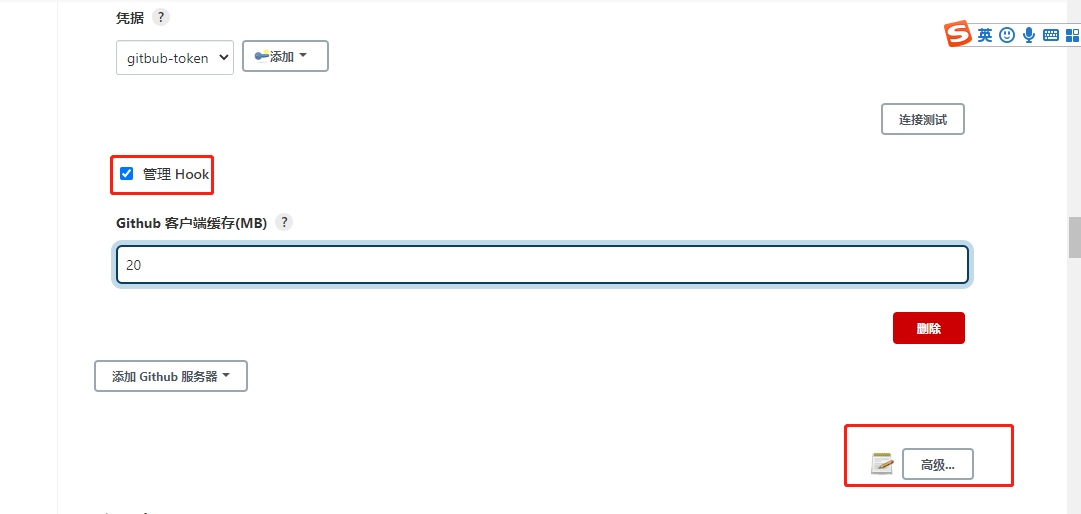 凭据 ?
gitbub-token
添加
英
连接测试
管理 Hook
Github 客户端缓存(MB) ?
20
删除
添加 Github 服务器
高级...